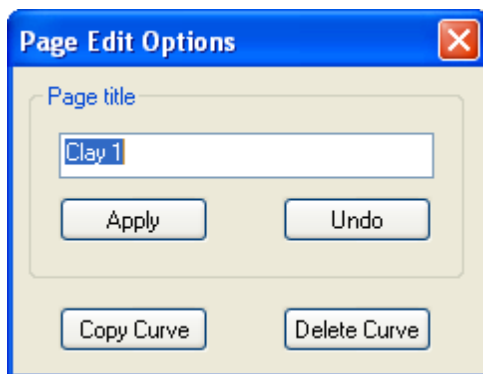 Page Edit Options
Page title
Clay 1
Apply Undo
Copy Curve Delete Curve